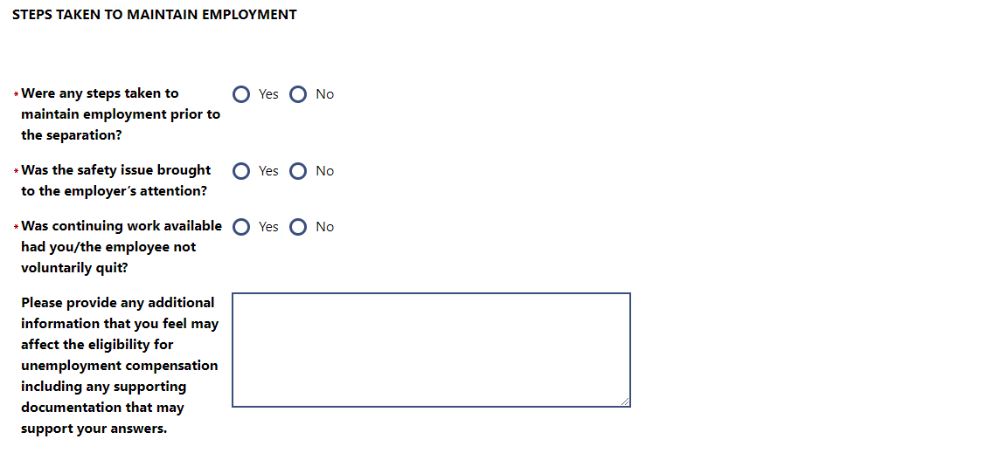 STEPS TAKEN TO MAINTAIN EMPLOYMENT
* Were any steps taken to
maintain employment prior to
the separation?
Yes No
* Was the safety issue brought
to the employer's attention?
Yes No
* Was continuing work available
had you/the employee not
voluntarily quit?
Yes No
Please provide any additional
information that you feel may
affect the eligibility for
unemployment compensation
including any supporting
documentation that may
support your answers.